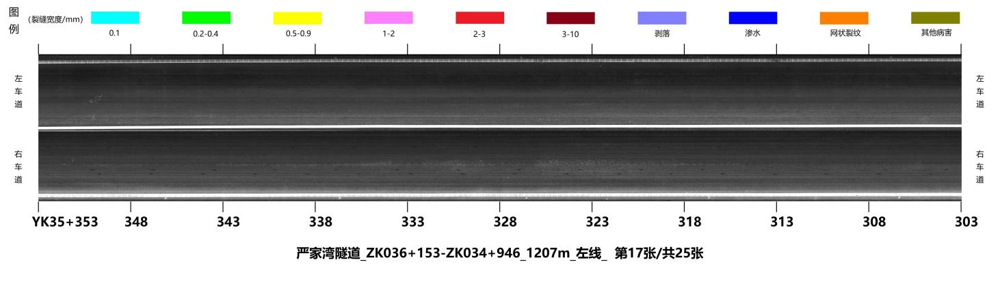 图例 (裂缝宽度/mm)
0.1 0.2-0.4 0.5-0.9 1-2 2-3 3-10 剥落 渗水 网状裂纹 其他病害
左车道 左车道
右车道 右车道
YK35+353 348 343 338 333 328 323 318 313 308 303
严家湾隧道_ZK036+153-ZK034+946_1207m_左线_ 第17张/共25张